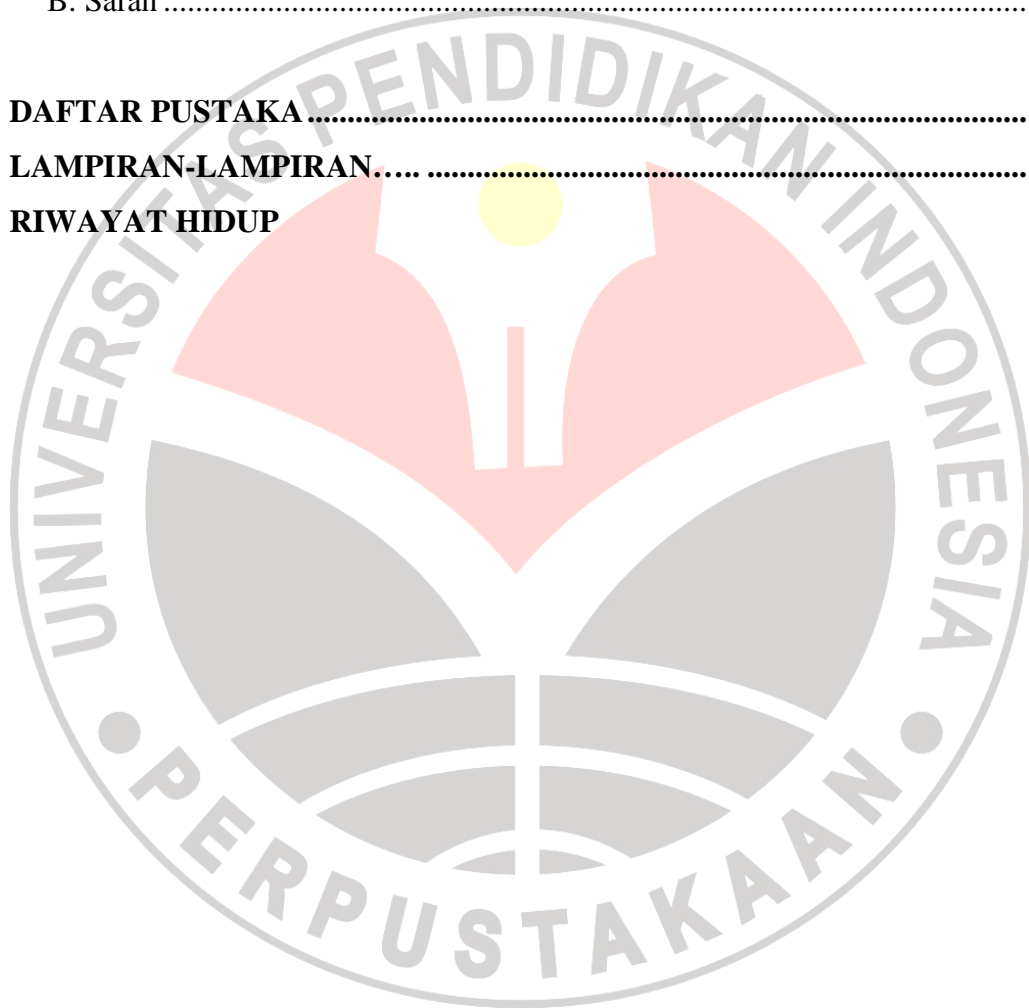 B. Saran ............................................................................................................
DAFTAR PUSTAKA ..........................................................................................
LAMPIRAN-LAMPIRAN….. ...........................................................................
RIWAYAT HIDUP
UNIVERSITAS PENDIDIKAN INDONESIA
• PERPUSTAKAAN •